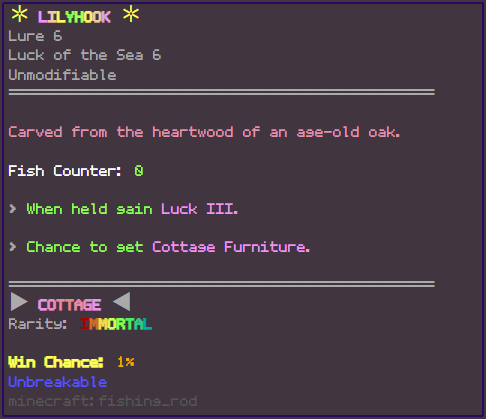 LILYHOOK
Lure 6
Luck of the Sea 6
Unmodifiable
Carved from the heartwood of an age-old oak.
Fish Counter: 0
> When held gain Luck III.
> Chance to get Cottage Furniture.
▶ COTTAGE ◀
Rarity: IMMORTAL
Win Chance: 1%
Unbreakable
minecraft:fishing_rod